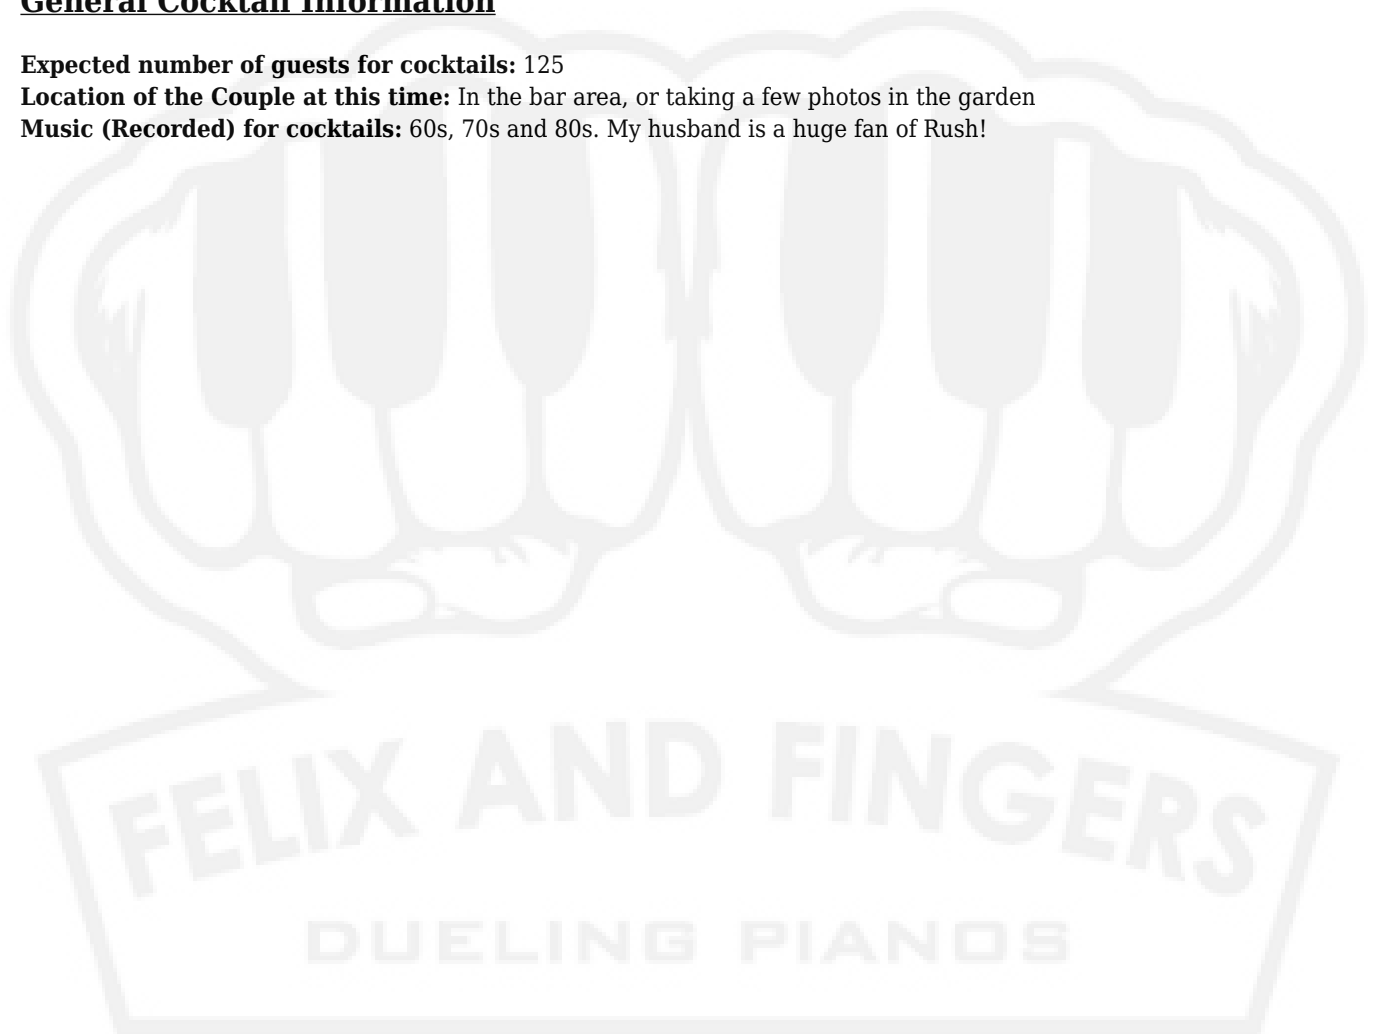 General Cocktail Information
Expected number of guests for cocktails: 125
Location of the Couple at this time: In the bar area, or taking a few photos in the garden
Music (Recorded) for cocktails: 60s, 70s and 80s. My husband is a huge fan of Rush!
FELIX AND FINGERS
DUELING PIANOS